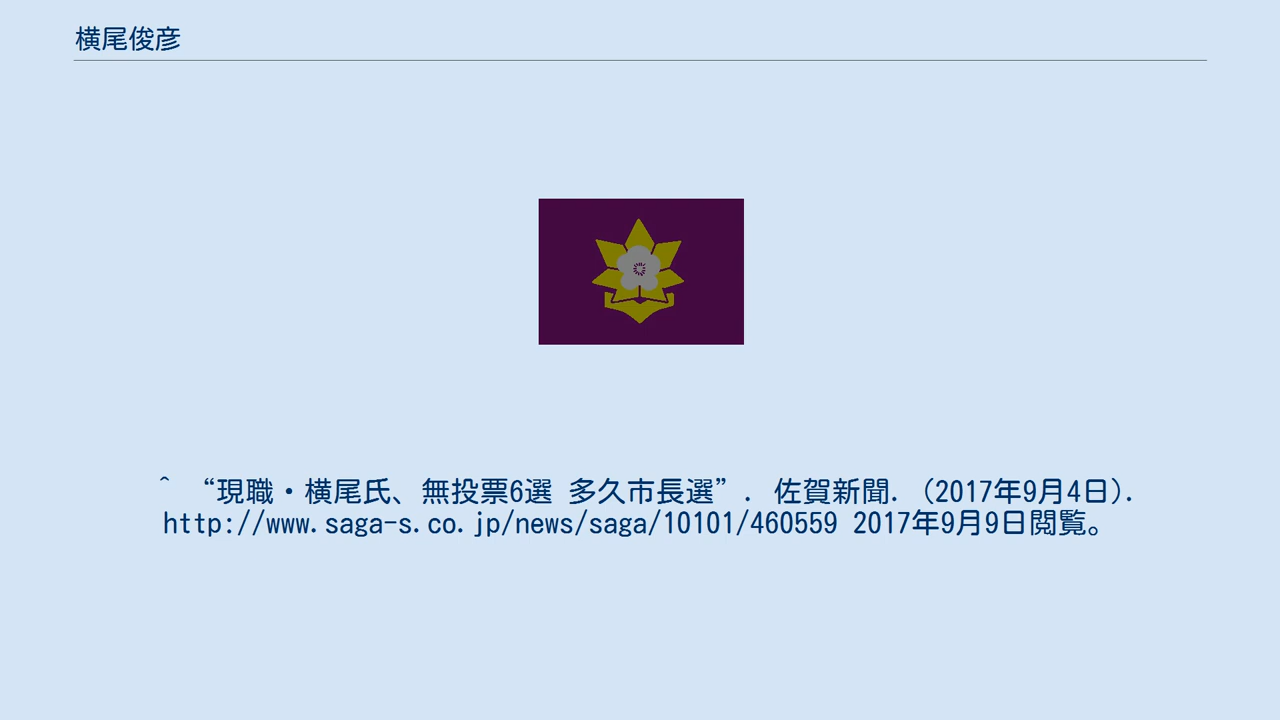 横尾俊彦
^ “現職・横尾氏、無投票6選 多久市長選”. 佐賀新聞. (2017年9月4日).
http://www.saga-s.co.jp/news/saga/10101/460559 2017年9月9日閲覧。